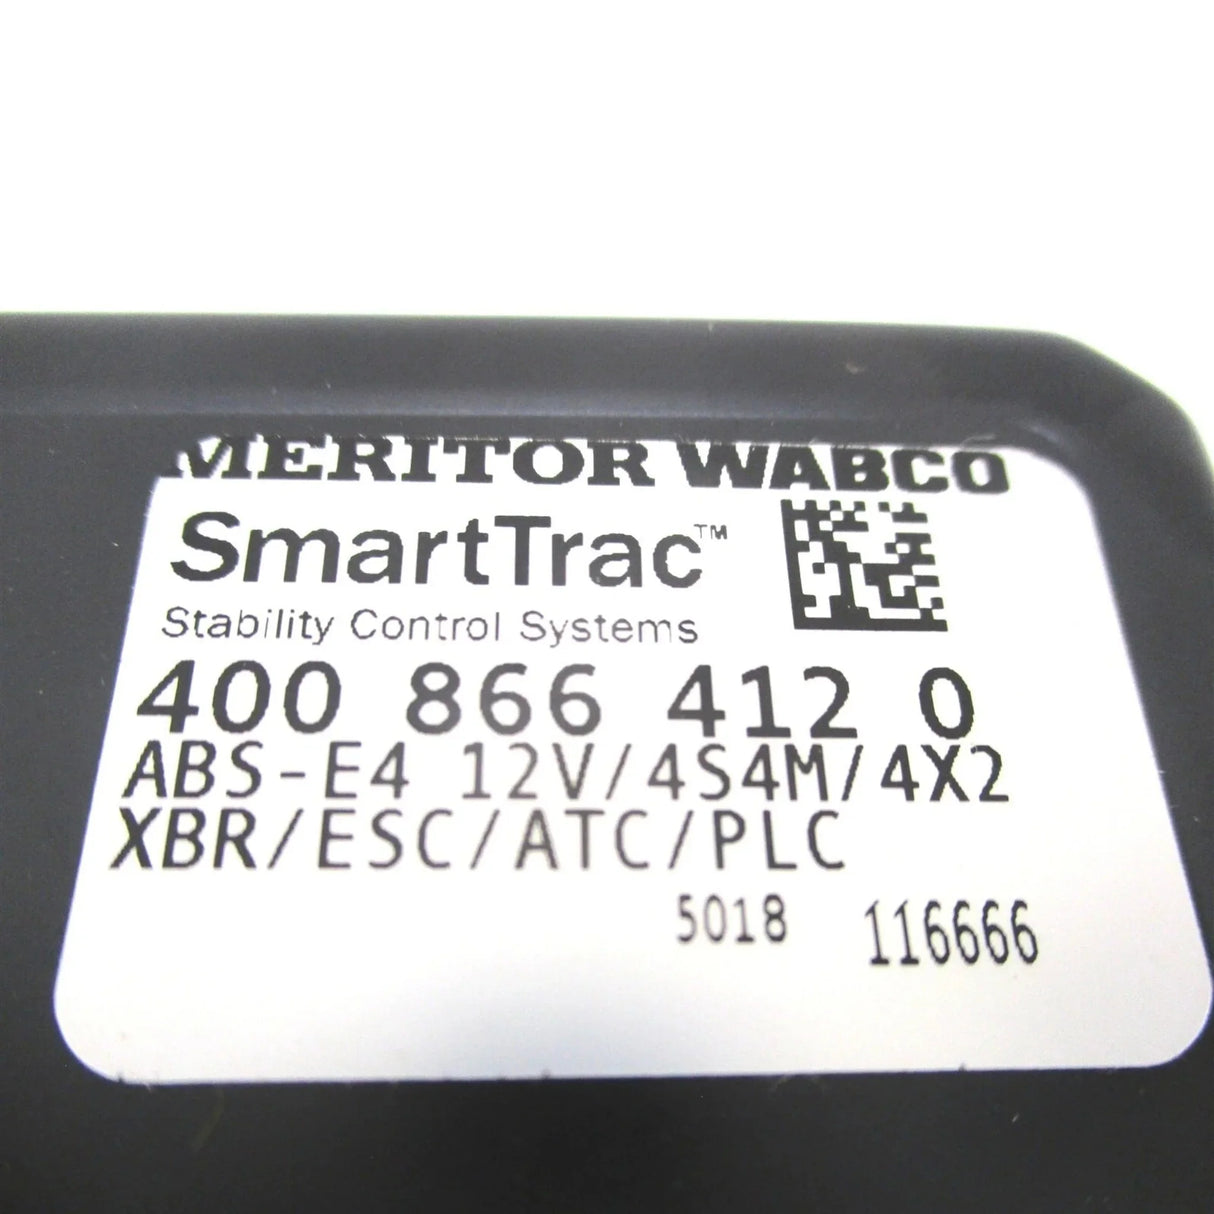 MERITOR WABCO
SmartTrac™
Stability Control Systems
400 866 412 0
ABS-E4 12V/4S4M/4X2
XBR/ESC/ATC/PLC
5018 116666